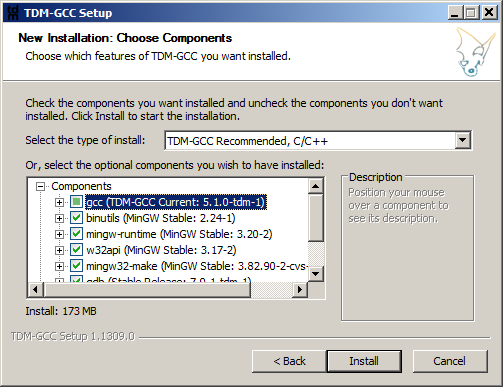 TDM-GCC Setup
New Installation: Choose Components
Choose which features of TDM-GCC you want installed.
Check the components you want installed and uncheck the components you don't want
installed. Click Install to start the installation.
Select the type of install:
TDM-GCC Recommended, C/C++
Or, select the optional components you wish to have installed:
Components
gcc (TDM-GCC Current: 5.1.0-tdm-1)
binutils (MinGW Stable: 2.24-1)
mingw-runtime (MinGW Stable: 3.20-2)
w32api (MinGW Stable: 3.17-2)
mingw32-make (MinGW Stable: 3.82.90-2-cvs-
gdb (Stable Release: 7.9.1-tdm-1)
Description
Position your mouse
over a component to
see its description.
Install: 173 MB
TDM-GCC Setup 1.1309.0
< Back
Install
Cancel